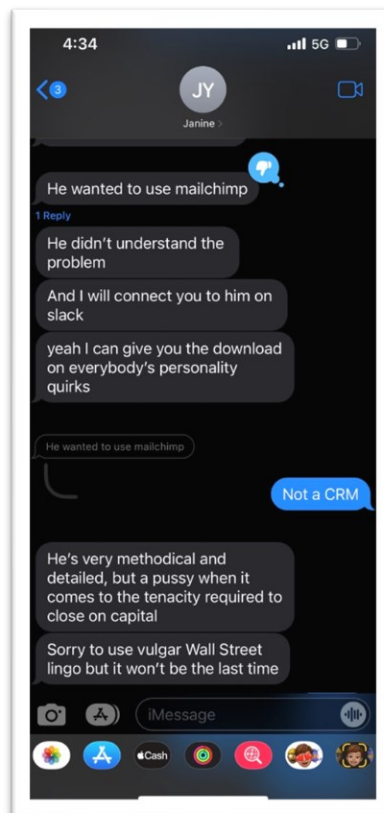 4:34
5G
3
JY
Janine
He wanted to use mailchimp
1 Reply
He didn't understand the
problem
And I will connect you to him on
slack
yeah I can give you the download
on everybody's personality
quirks
He wanted to use mailchimp
Not a CRM
He's very methodical and
detailed, but a pussy when it
comes to the tenacity required to
close on capital
Sorry to use vulgar Wall Street
lingo but it won't be the last time
iMessage
Cash